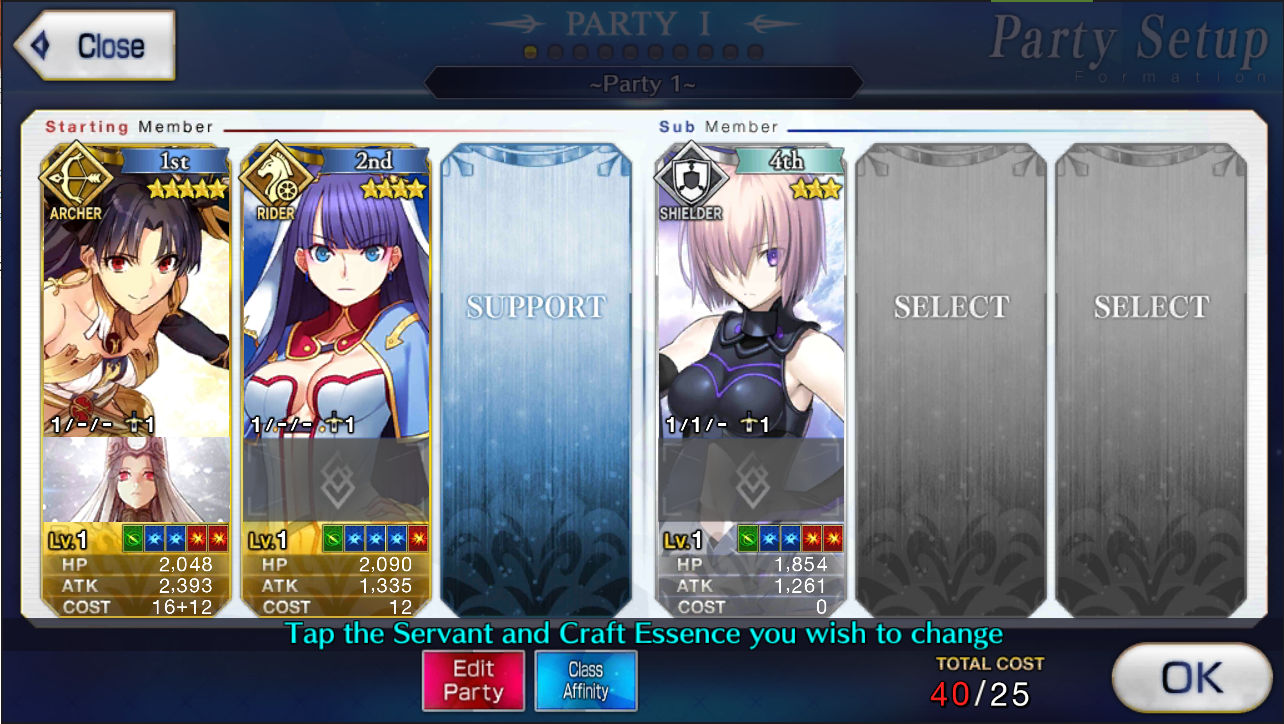 Close
PARTY I
Party Setup
Formation
~Party 1~
Starting Member
Sub Member
1st
ARCHER
1/-/- 1
Lv.1
HP 2,048
ATK 2,393
COST 16+12
2nd
RIDER
1/-/- 1
Lv.1
HP 2,090
ATK 1,335
COST 12
SUPPORT
4th
SHIELDER
1/1/- 1
Lv.1
HP 1,854
ATK 1,261
COST 0
SELECT
SELECT
Tap the Servant and Craft Essence you wish to change
Edit
Party
Class
Affinity
TOTAL COST
40/25
OK